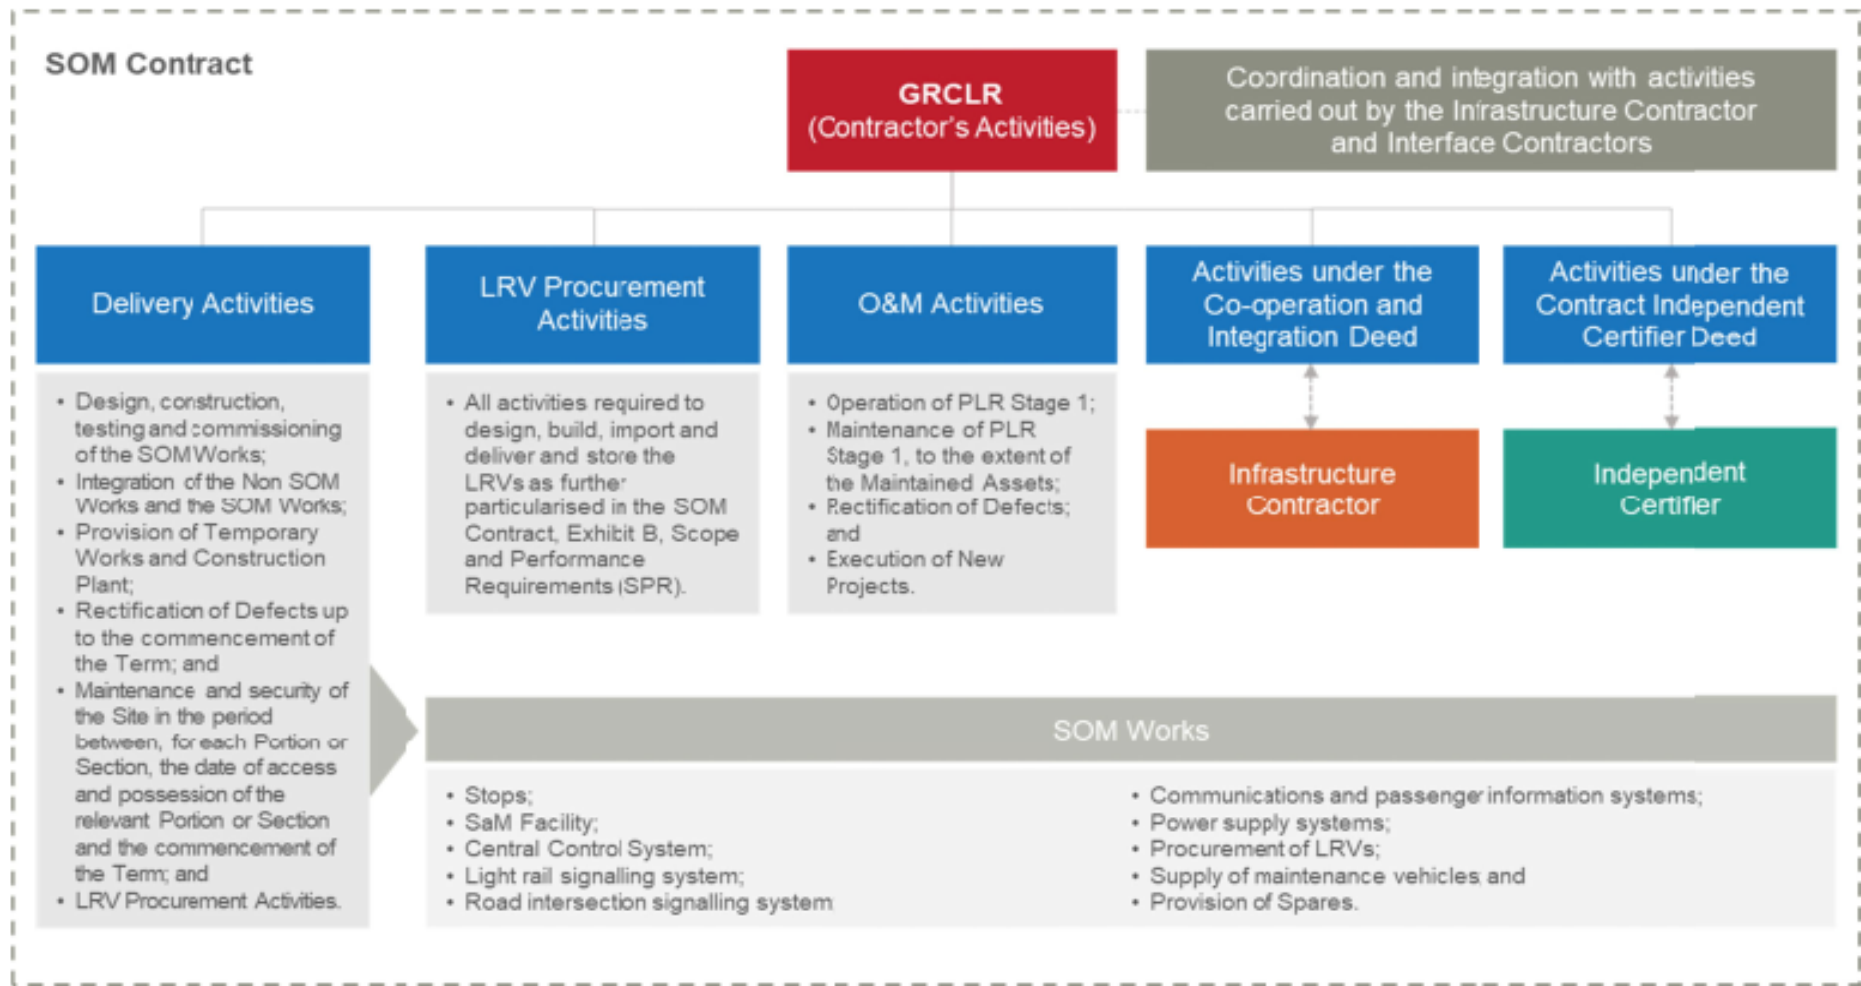 SOM Contract
GRCLR
(Contractor's Activities)
Coordination and integration with activities
carried out by the Infrastructure Contractor
and Interface Contractors
Delivery Activities
LRV Procurement
Activities
O&M Activities
Activities under the
Co-operation and
Integration Deed
Activities under the
Contract Independent
Certifier Deed
• Design, construction,
testing and commissioning
of the SOM Works;
• Integration of the Non SOM
Works and the SOM Works;
• Provision of Temporary
Works and Construction
Plant;
• Rectification of Defects up
to the commencement of
the Term; and
• Maintenance and security of
the Site in the period
between, for each Portion or
Section, the date of access
and possession of the
relevant Portion or Section
and the commencement of
the Term; and
• LRV Procurement Activities.
• All activities required to
design, build, import and
deliver and store the
LRVs as further
particularised in the SOM
Contract, Exhibit B, Scope
and Performance
Requirements (SPR).
• Operation of PLR Stage 1;
• Maintenance of PLR
Stage 1, to the extent of
the Maintained Assets;
• Rectification of Defects;
and
• Execution of New
Projects.
Infrastructure
Contractor
Independent
Certifier
SOM Works
• Stops;
• SaM Facility;
• Central Control System;
• Light rail signalling system;
• Road intersection signalling system
• Communications and passenger information systems;
• Power supply systems;
• Procurement of LRVs;
• Supply of maintenance vehicles; and
• Provision of Spares.